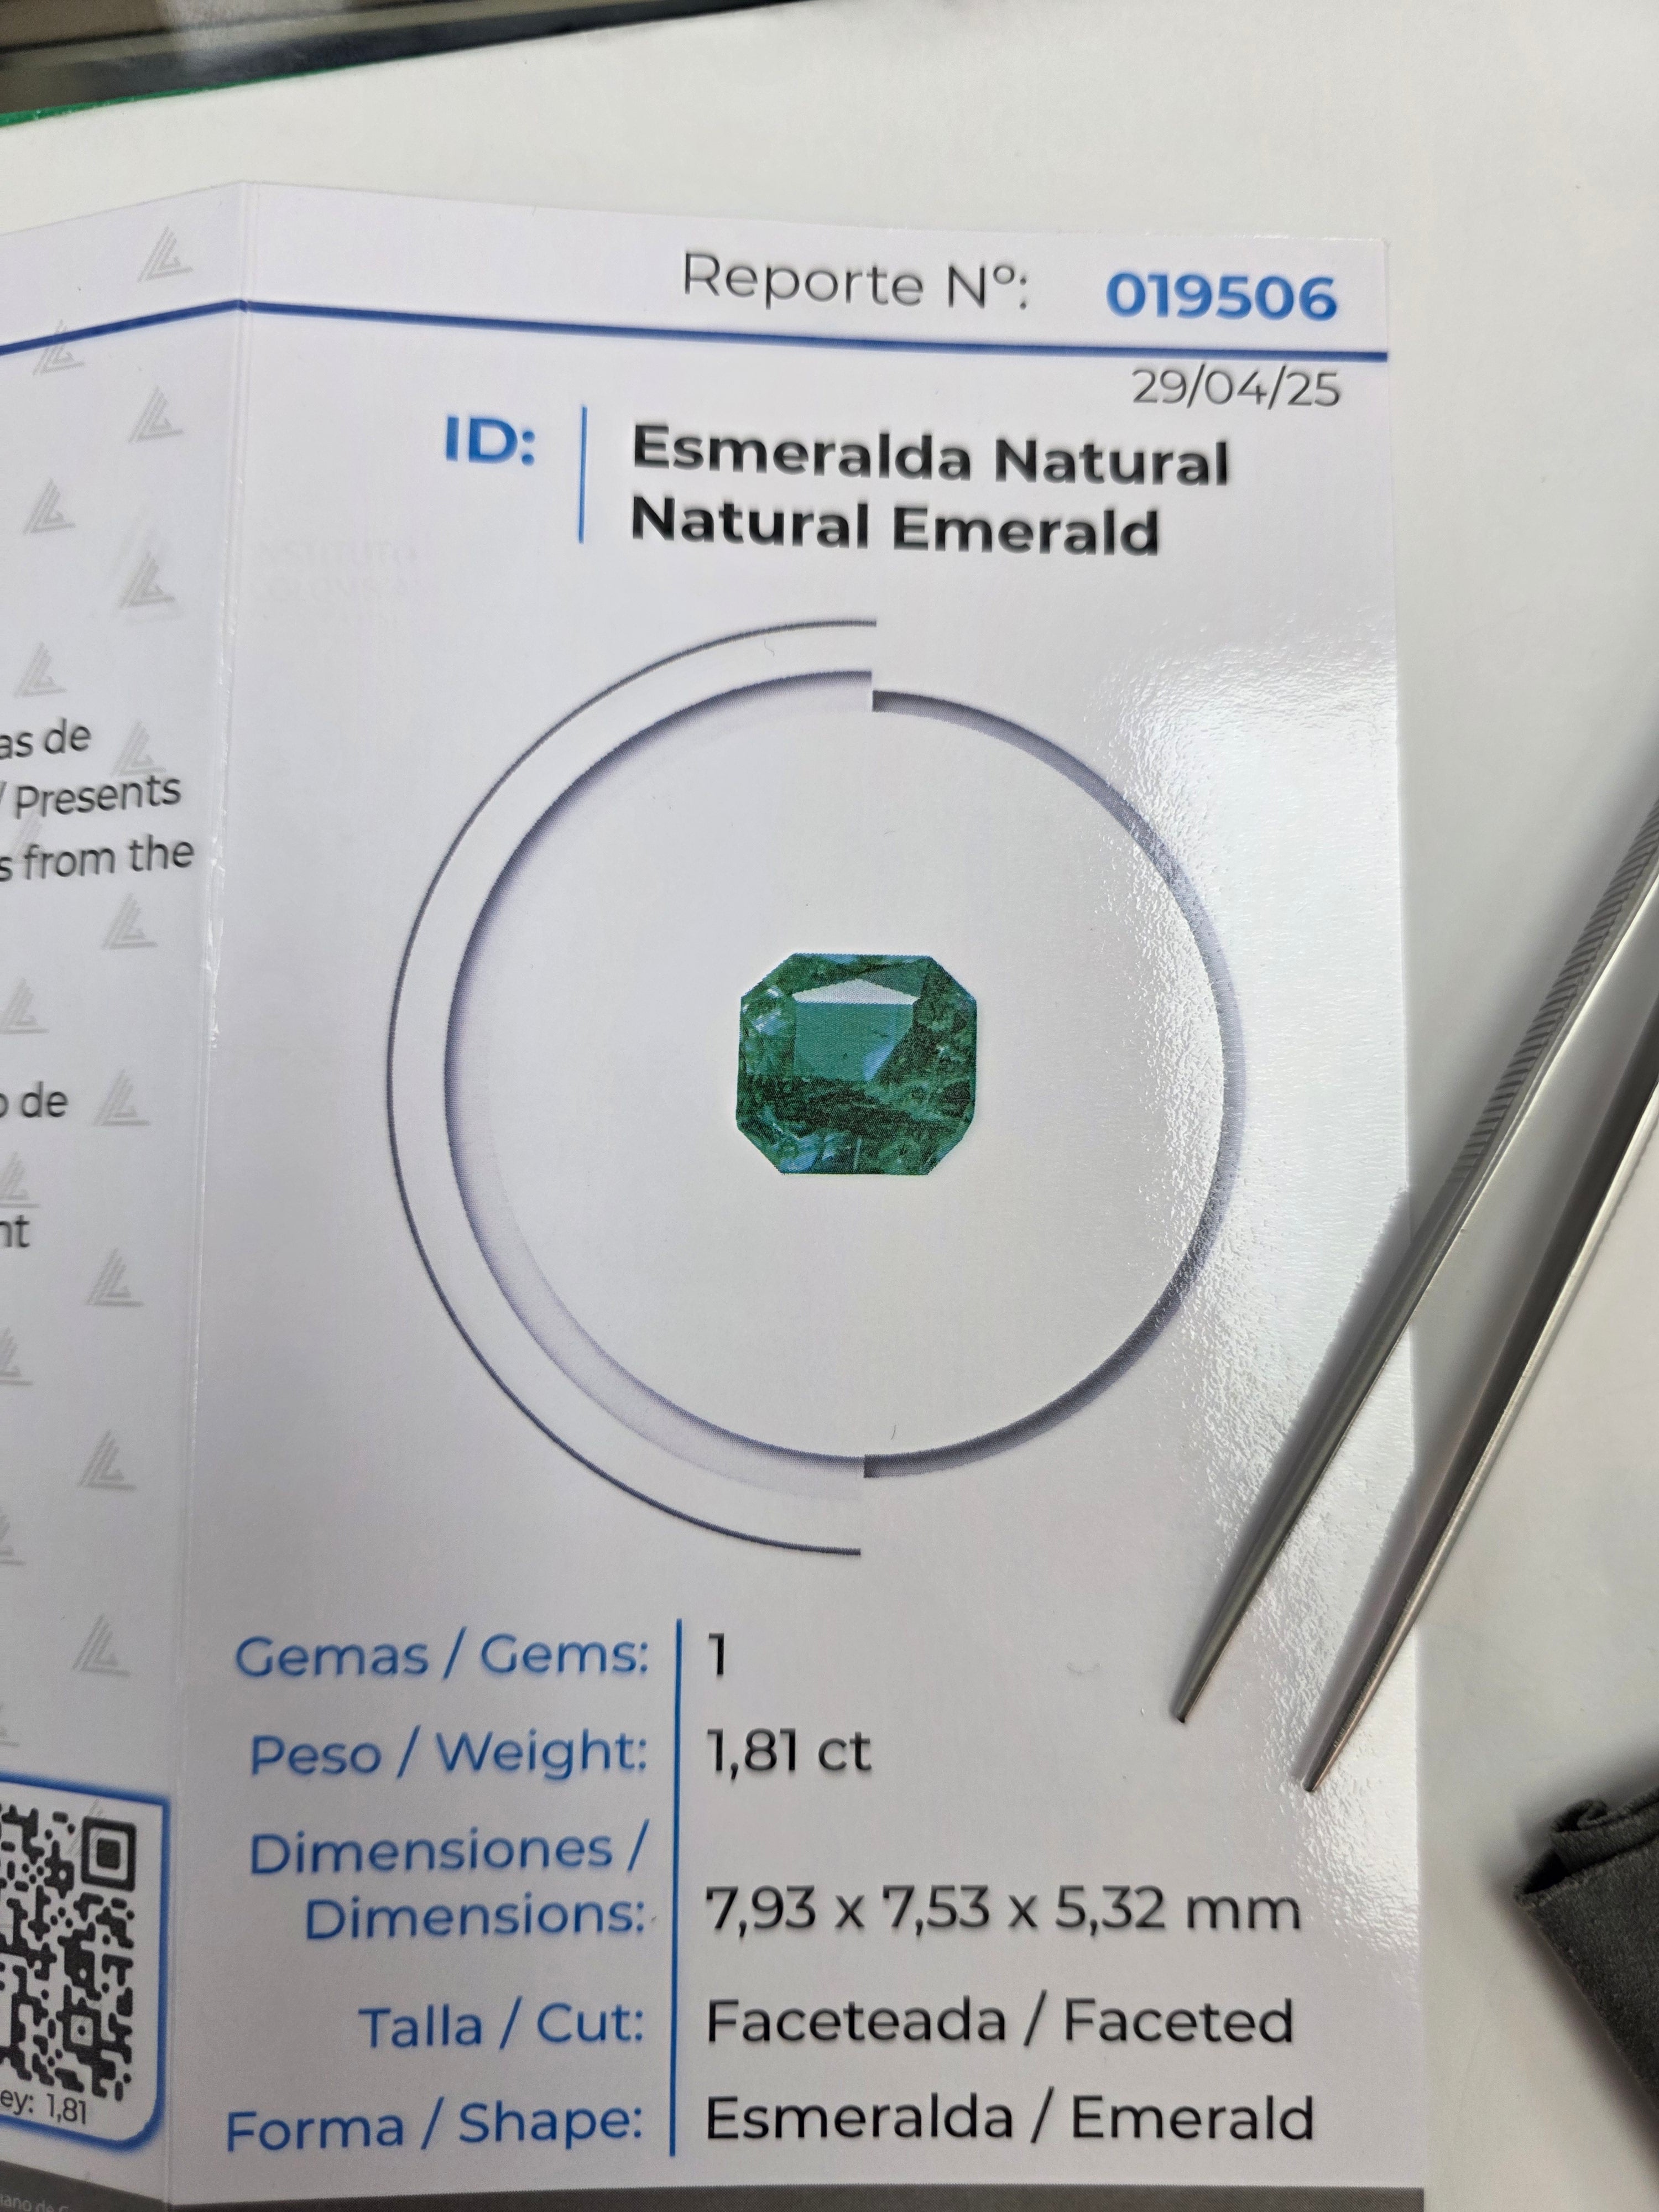 Reporte Nº: 019506
29/04/25
ID: Esmeralda Natural
Natural Emerald
as de
/ Presents
s from the
o de
nt
Gemas / Gems: 1
Peso / Weight: 1,81 ct
Dimensiones /
Dimensions: 7,93 x 7,53 x 5,32 mm
Talla / Cut: Faceteada / Faceted
Forma / Shape: Esmeralda / Emerald
ey: 1,81